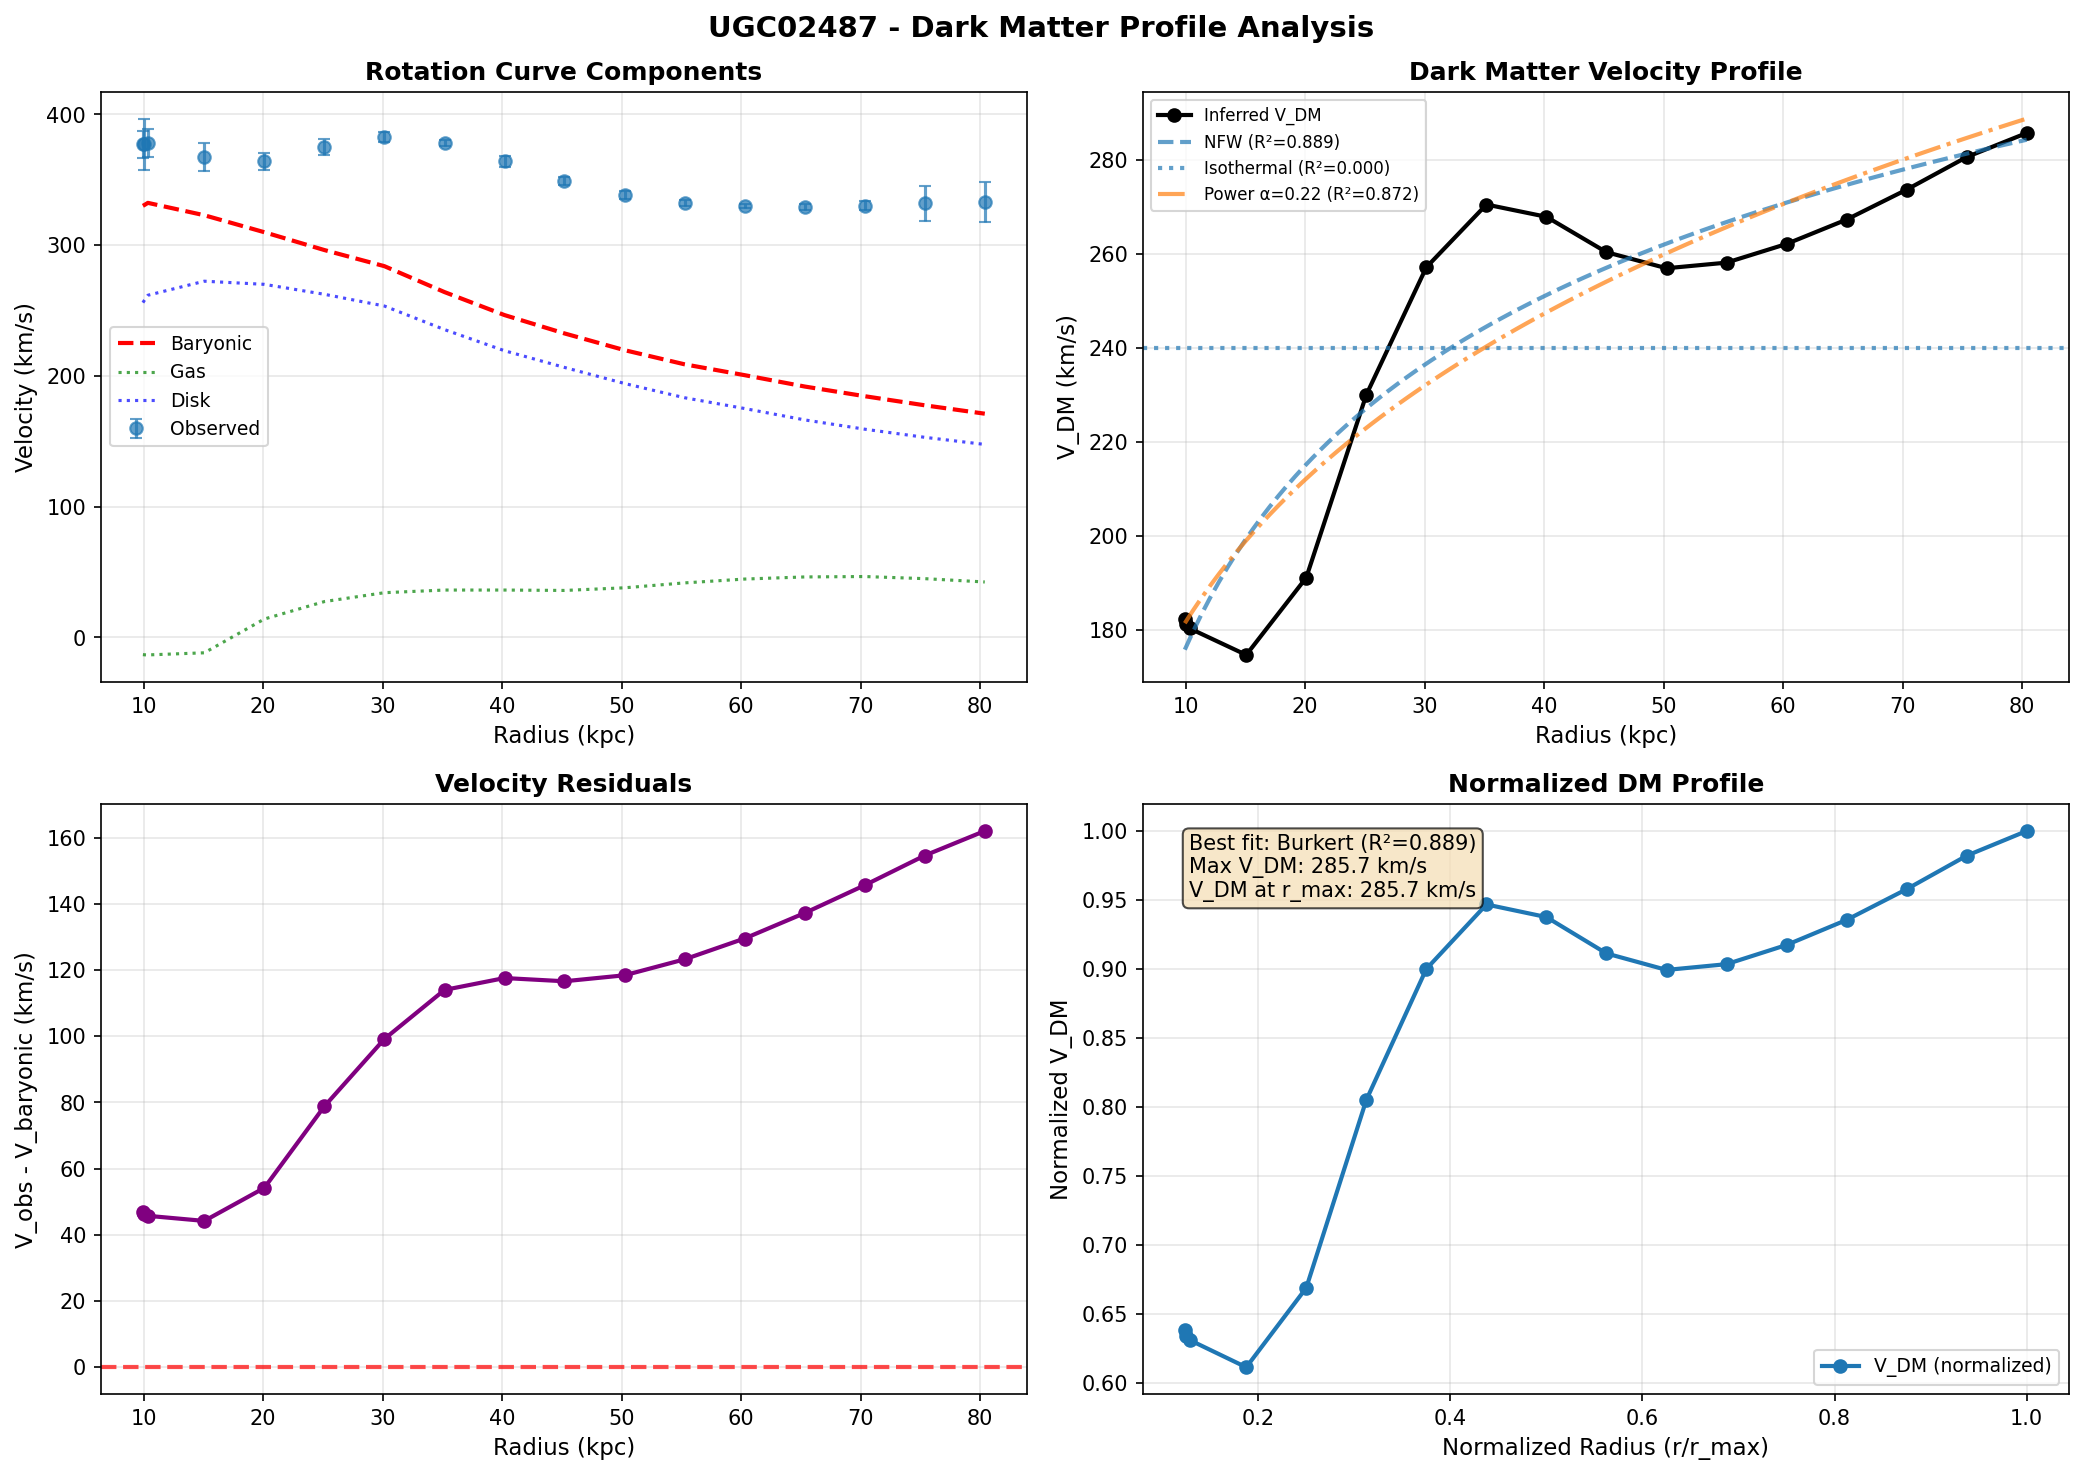 UGC02487 - Dark Matter Profile Analysis
Rotation Curve Components
400
300
200
100
0
Velocity (km/s)
Baryonic
Gas
Disk
Observed
10 20 30 40 50 60 70 80
Radius (kpc)
Dark Matter Velocity Profile
Inferred V_DM
NFW (R²=0.889)
Isothermal (R²=0.000)
Power α=0.22 (R²=0.872)
280
260
240
220
200
180
V_DM (km/s)
10 20 30 40 50 60 70 80
Radius (kpc)
Velocity Residuals
160
140
120
100
80
60
40
20
0
V_obs - V_baryonic (km/s)
10 20 30 40 50 60 70 80
Radius (kpc)
Normalized DM Profile
Best fit: Burkert (R²=0.889)
Max V_DM: 285.7 km/s
V_DM at r_max: 285.7 km/s
1.00
0.95
0.90
0.85
0.80
0.75
0.70
0.65
0.60
Normalized V_DM
V_DM (normalized)
0.2 0.4 0.6 0.8 1.0
Normalized Radius (r/r_max)